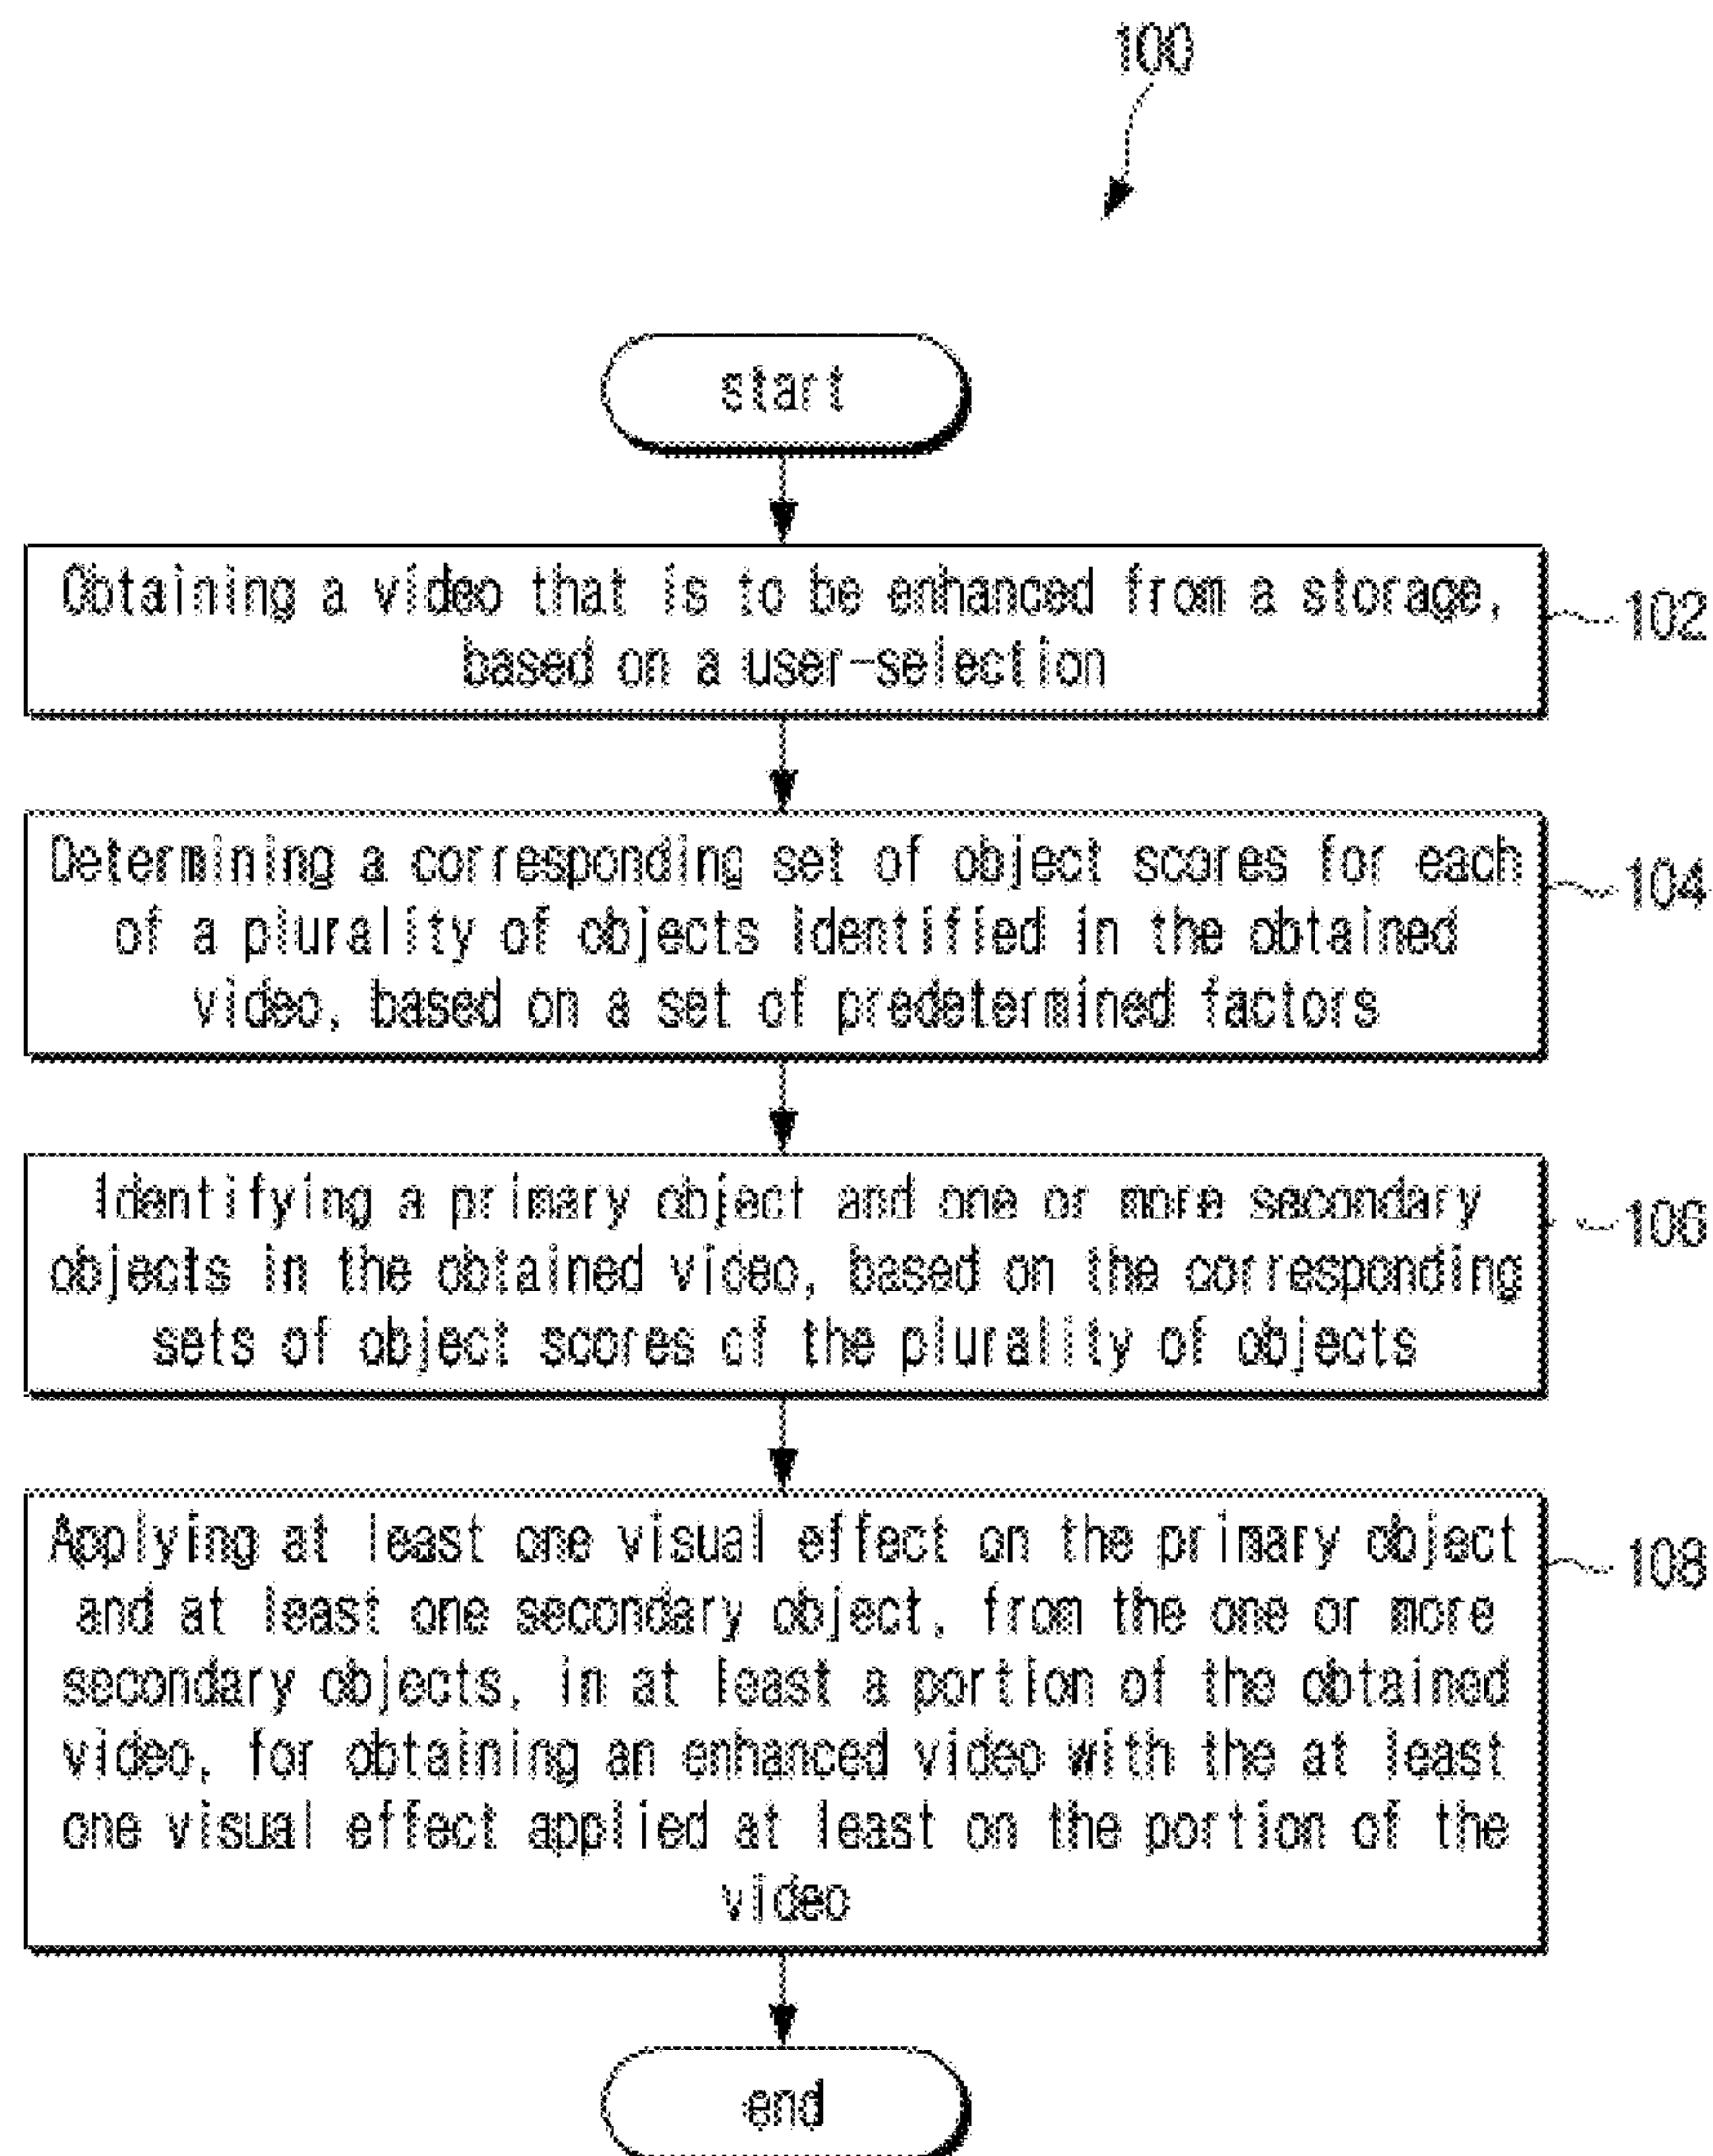 100
start
Obtaining a video that is to be enhanced from a storage,
based on a user-selection
102
Determining a corresponding set of object scores for each
of a plurality of objects identified in the obtained
video, based on a set of predetermined factors
104
Identifying a primary object and one or more secondary
objects in the obtained video, based on the corresponding
sets of object scores of the plurality of objects
106
Applying at least one visual effect on the primary object
and at least one secondary object, from the one or more
secondary objects, in at least a portion of the obtained
video, for obtaining an enhanced video with the at least
one visual effect applied at least on the portion of the
video
108
end